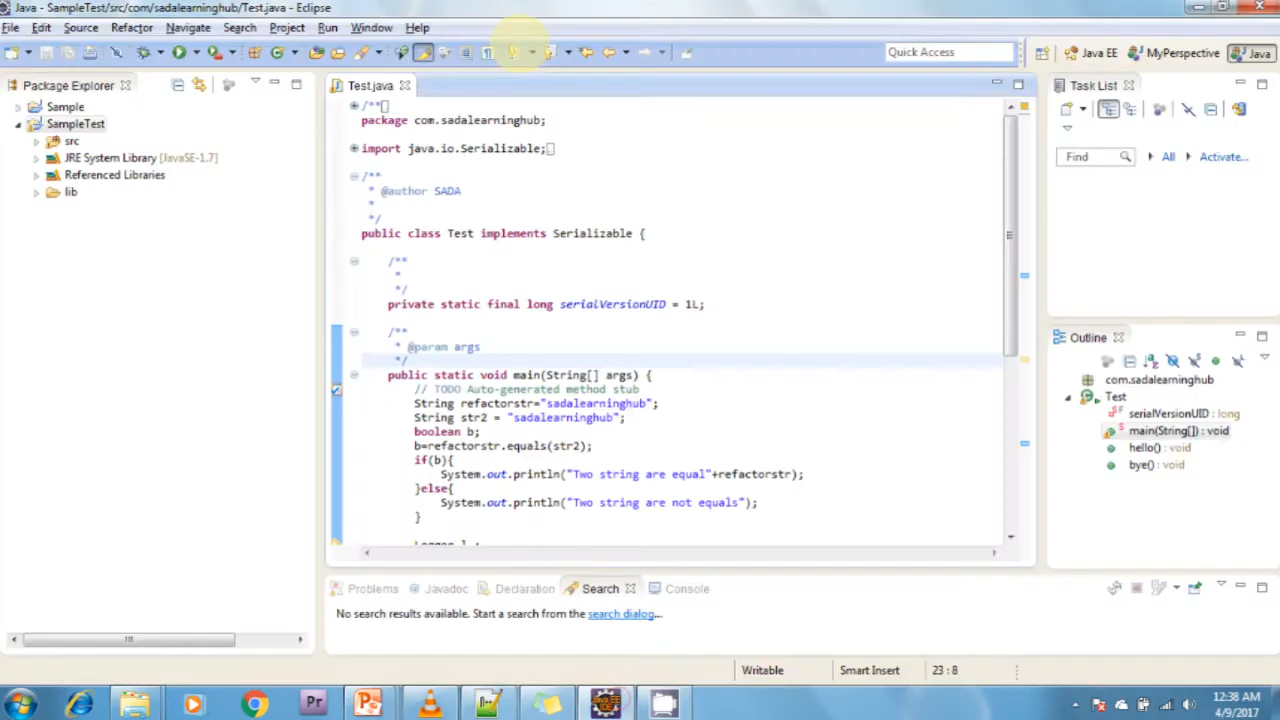 Java - SampleTest/src/com/sadalearninghub/Test.java - Eclipse
File Edit Source Refactor Navigate Search Project Run Window Help
Quick Access
Java EE
MyPerspective
Java
Package Explorer
Sample
SampleTest
src
JRE System Library [JavaSE-1.7]
Referenced Libraries
lib
Test.java
/**
package com.sadalearninghub;
import java.io.Serializable;
/**
* @author SADA
*
*/
public class Test implements Serializable {
/**
*
*/
private static final long serialVersionUID = 1L;
/**
* @param args
*/
public static void main(String[] args) {
// TODO Auto-generated method stub
String refactorstr="sadalearninghub";
String str2 = "sadalearninghub";
boolean b;
b=refactorstr.equals(str2);
if(b){
System.out.println("Two string are equal"+refactorstr);
}else{
System.out.println("Two string are not equals");
}
Task List
Find
All
Activate...
Outline
com.sadalearninghub
Test
serialVersionUID : long
main(String[]) : void
hello() : void
bye() : void
Problems
@ Javadoc
Declaration
Search
Console
No search results available. Start a search from the search dialog...
Writable
Smart Insert
23 : 8
Pr
12:38 AM
4/9/2017